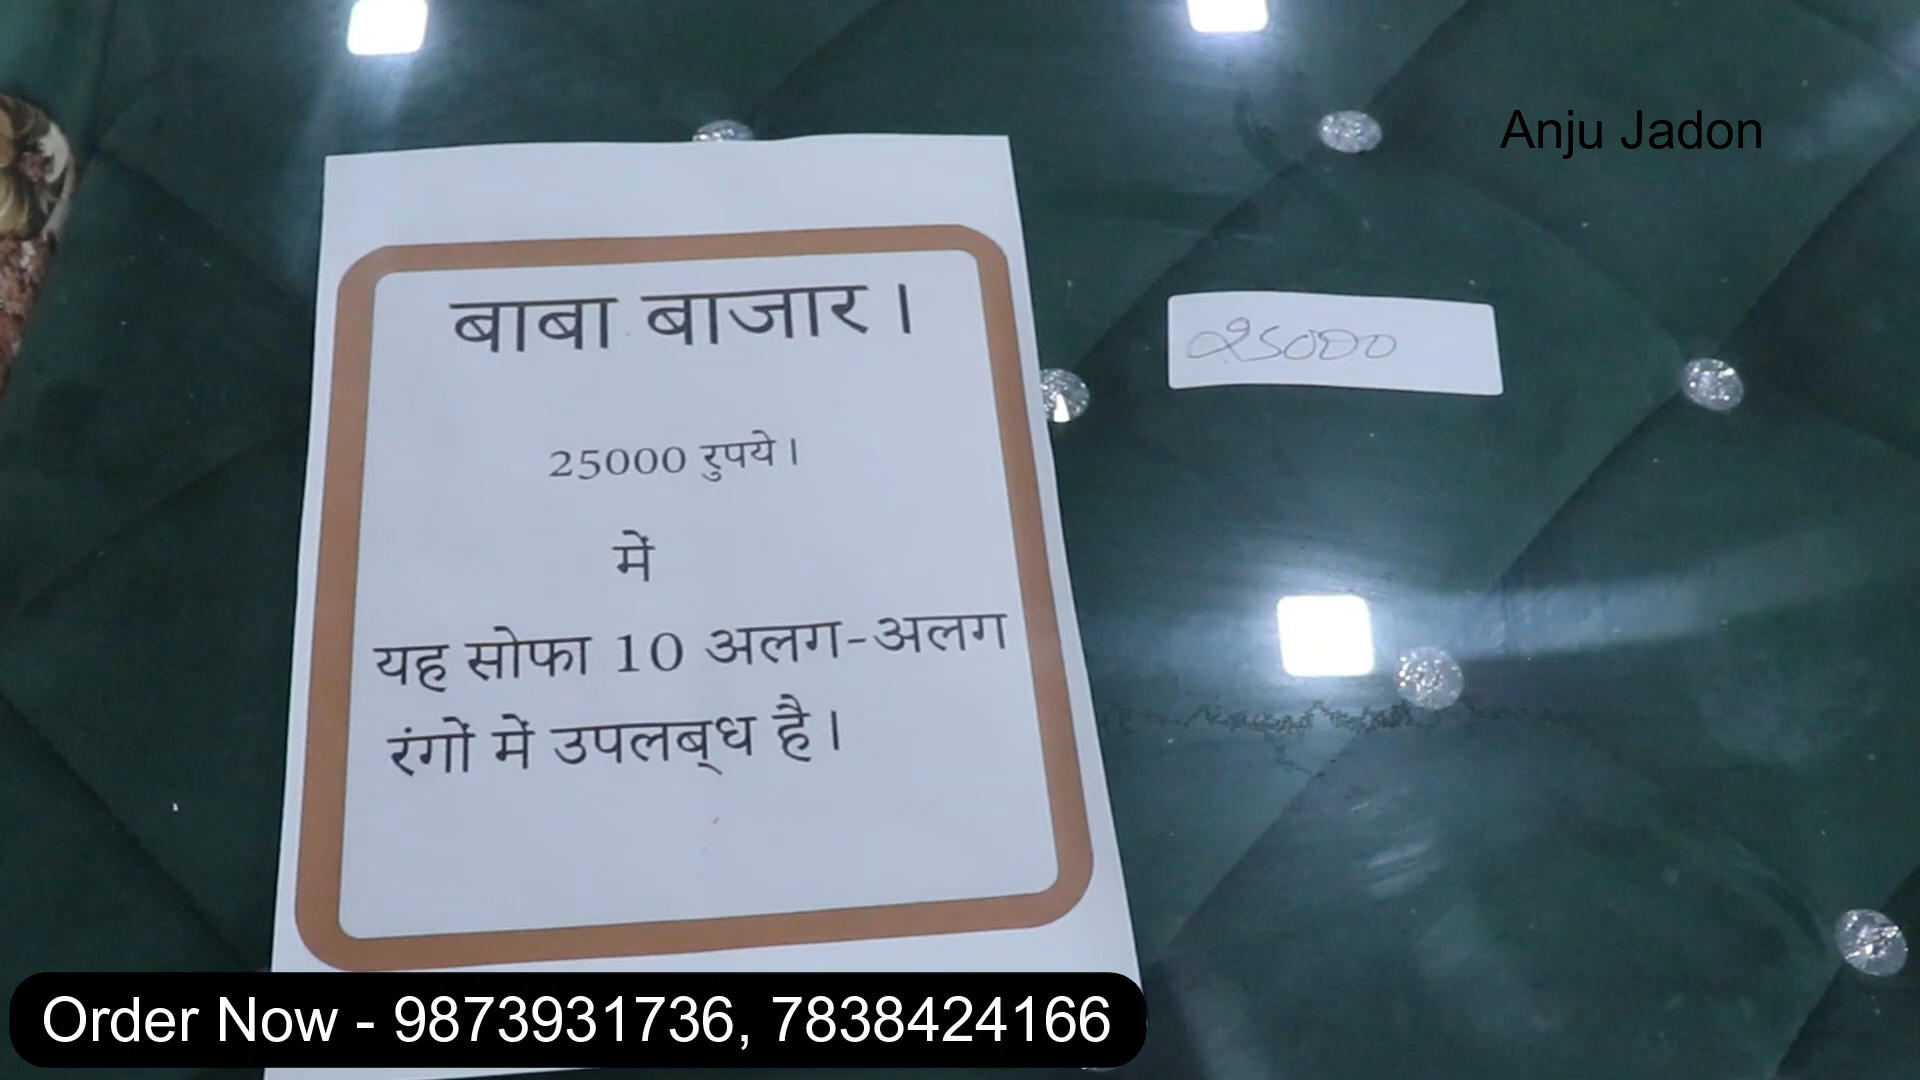 Anju Jadon
बाबा बाजार।
25000 रुपये।
में
यह सोफा 10 अलग-अलग
रंगों में उपलब्ध है।
25000
Order Now - 9873931736, 7838424166